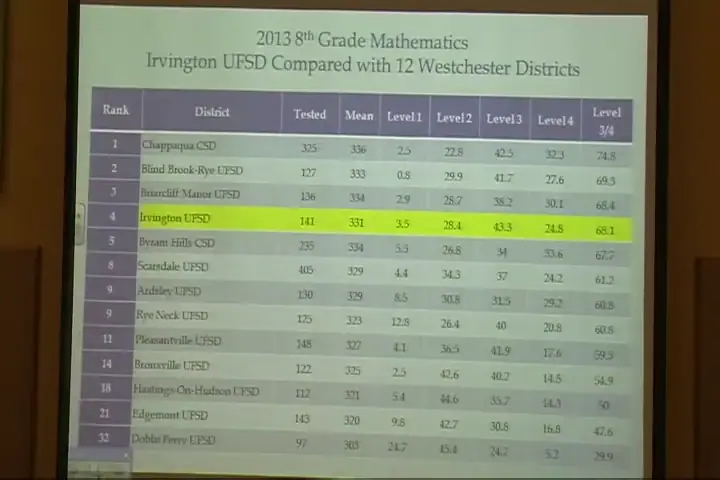 2013 8th Grade Mathematics
Irvington UFSD Compared with 12 Westchester Districts
Rank District Tested Mean Level 1 Level 2 Level 3 Level 4 Level 3/4
1 Chappaqua CSD 325 336 2.5 22.8 42.5 32.3 74.8
2 Blind Brook-Rye UFSD 127 333 0.8 29.9 41.7 27.6 69.3
3 Briarcliff Manor UFSD 136 334 2.9 28.7 38.2 30.1 68.4
4 Irvington UFSD 141 331 3.5 28.4 43.3 24.8 68.1
5 Byram Hills CSD 235 334 5.5 26.8 34 33.6 67.7
8 Scarsdale UFSD 405 329 4.4 34.3 37 24.2 61.2
9 Ardsley UFSD 130 329 8.5 30.8 31.5 29.2 60.8
9 Rye Neck UFSD 125 323 12.8 26.4 40 20.8 60.8
11 Pleasantville UFSD 148 327 4.1 36.5 41.9 17.6 59.5
14 Bronxville UFSD 122 325 2.5 42.6 40.2 14.8 54.9
18 Hastings-On-Hudson UFSD 112 321 5.4 44.6 35.7 14.3 50
21 Edgemont UFSD 143 320 9.8 42.7 30.8 16.8 47.6
32 Dobbs Ferry UFSD 97 303 24.7 45.4 24.7 5.2 29.9